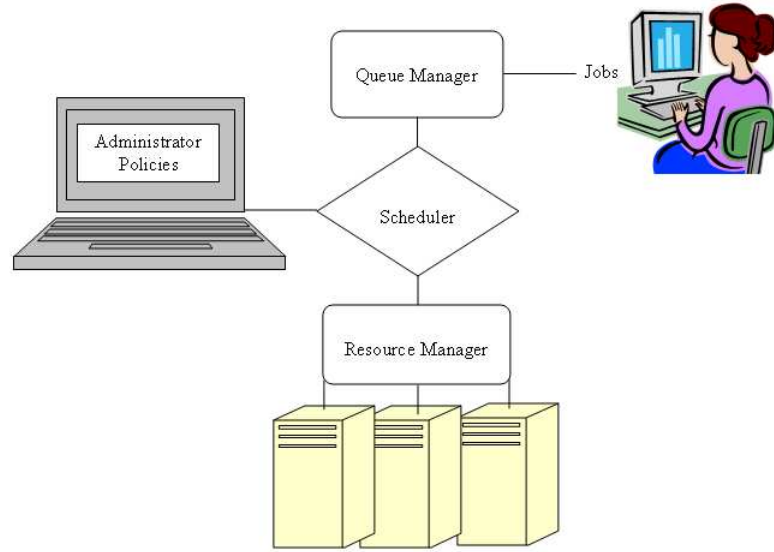 Queue Manager
Jobs
Administrator
Policies
Scheduler
Resource Manager